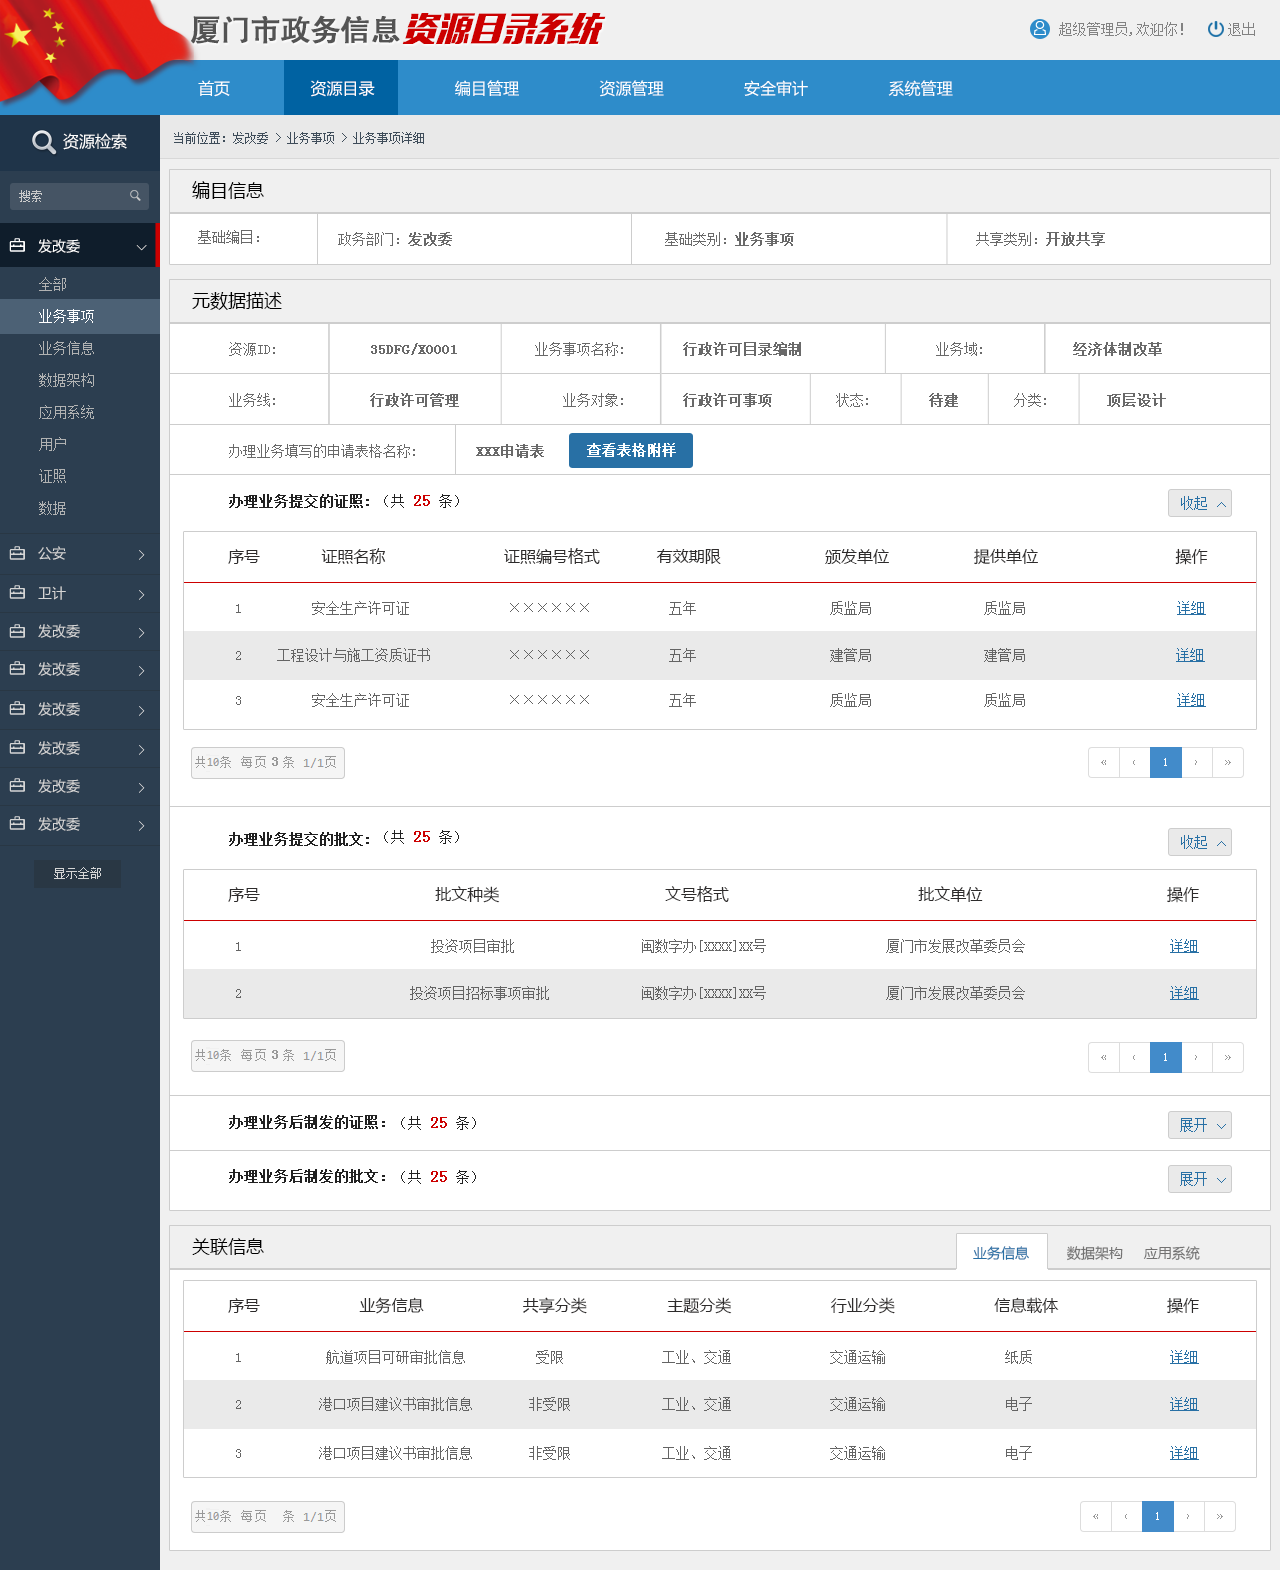 厦门市政务信息资源目录系统
超级管理员,欢迎你! 退出
首页 资源目录 编目管理 资源管理 安全审计 系统管理
资源检索
搜索
发改委
全部
业务事项
业务信息
数据架构
应用系统
用户
证照
数据
公安
卫计
发改委
发改委
发改委
发改委
发改委
发改委
显示全部
当前位置: 发改委 > 业务事项 > 业务事项详细
编目信息
基础编目: 政务部门: 发改委 基础类别: 业务事项 共享类别: 开放共享
元数据描述
资源ID: 35DFG/X0001 业务事项名称: 行政许可目录编制 业务域: 经济体制改革
业务线: 行政许可管理 业务对象: 行政许可事项 状态: 待建 分类: 顶层设计
办理业务填写的申请表格名称: XXX申请表 查看表格附样
办理业务提交的证照: (共 25 条) 收起
序号 证照名称 证照编号格式 有效期限 颁发单位 提供单位 操作
1 安全生产许可证 ×××××× 五年 质监局 质监局 详细
2 工程设计与施工资质证书 ×××××× 五年 建管局 建管局 详细
3 安全生产许可证 ×××××× 五年 质监局 质监局 详细
共10条 每页 3 条 1/1页 « ‹ 1 › »
办理业务提交的批文: (共 25 条) 收起
序号 批文种类 文号格式 批文单位 操作
1 投资项目审批 闽数字办[XXXX]XX号 厦门市发展改革委员会 详细
2 投资项目招标事项审批 闽数字办[XXXX]XX号 厦门市发展改革委员会 详细
共10条 每页 3 条 1/1页 « ‹ 1 › »
办理业务后制发的证照: (共 25 条) 展开
办理业务后制发的批文: (共 25 条) 展开
关联信息 业务信息 数据架构 应用系统
序号 业务信息 共享分类 主题分类 行业分类 信息载体 操作
1 航道项目可研审批信息 受限 工业、交通 交通运输 纸质 详细
2 港口项目建议书审批信息 非受限 工业、交通 交通运输 电子 详细
3 港口项目建议书审批信息 非受限 工业、交通 交通运输 电子 详细
共10条 每页 条 1/1页 « ‹ 1 › »